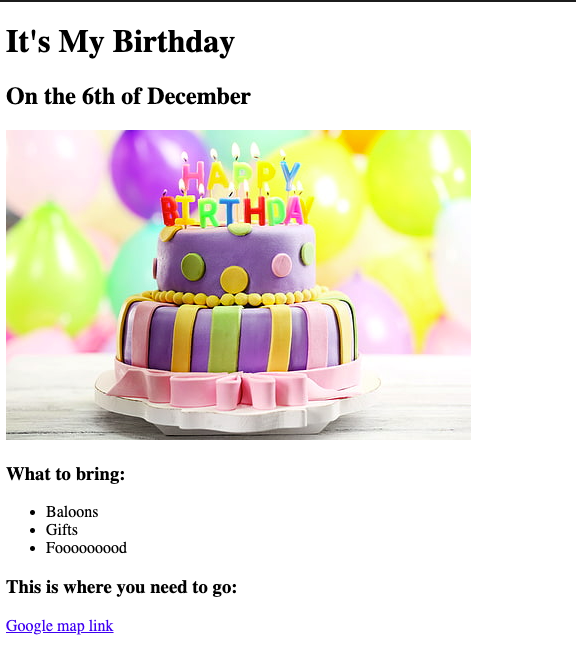 It's My Birthday
On the 6th of December
HAPPY
BIRTHDAY
What to bring:
Baloons
Gifts
Fooooooood
This is where you need to go:
Google map link